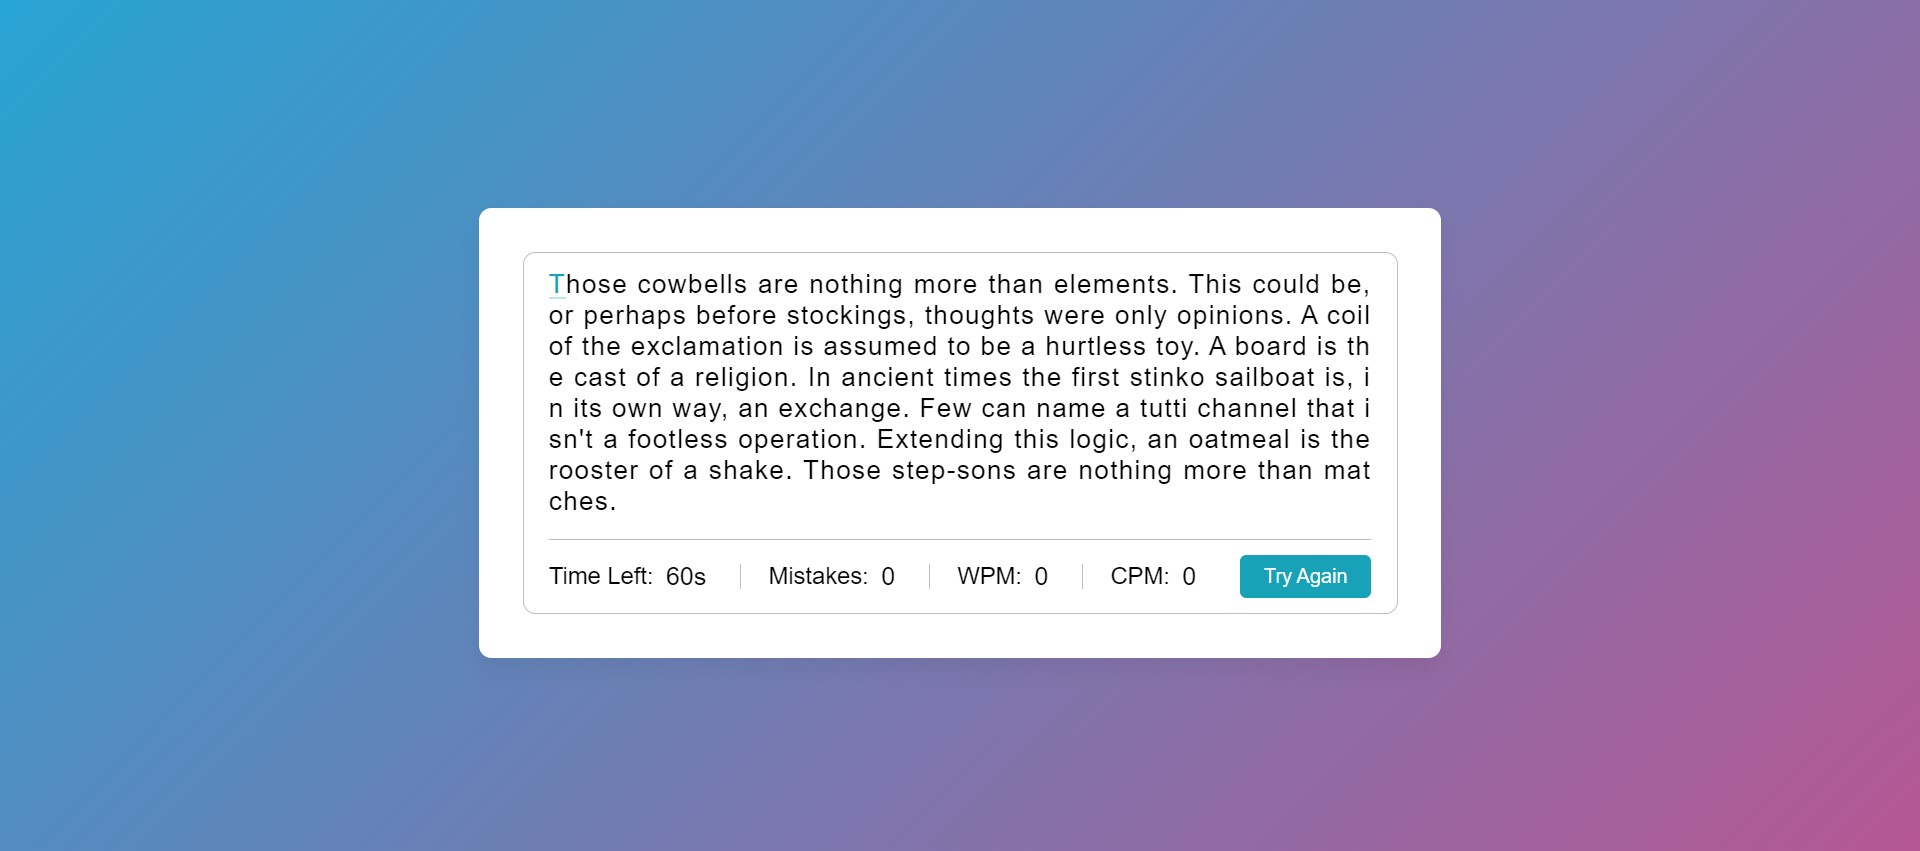 Those cowbells are nothing more than elements. This could be,
or perhaps before stockings, thoughts were only opinions. A coil
of the exclamation is assumed to be a hurtless toy. A board is th
e cast of a religion. In ancient times the first stinko sailboat is, i
n its own way, an exchange. Few can name a tutti channel that i
sn't a footless operation. Extending this logic, an oatmeal is the
rooster of a shake. Those step-sons are nothing more than mat
ches.
Time Left: 60s Mistakes: 0 WPM: 0 CPM: 0 Try Again